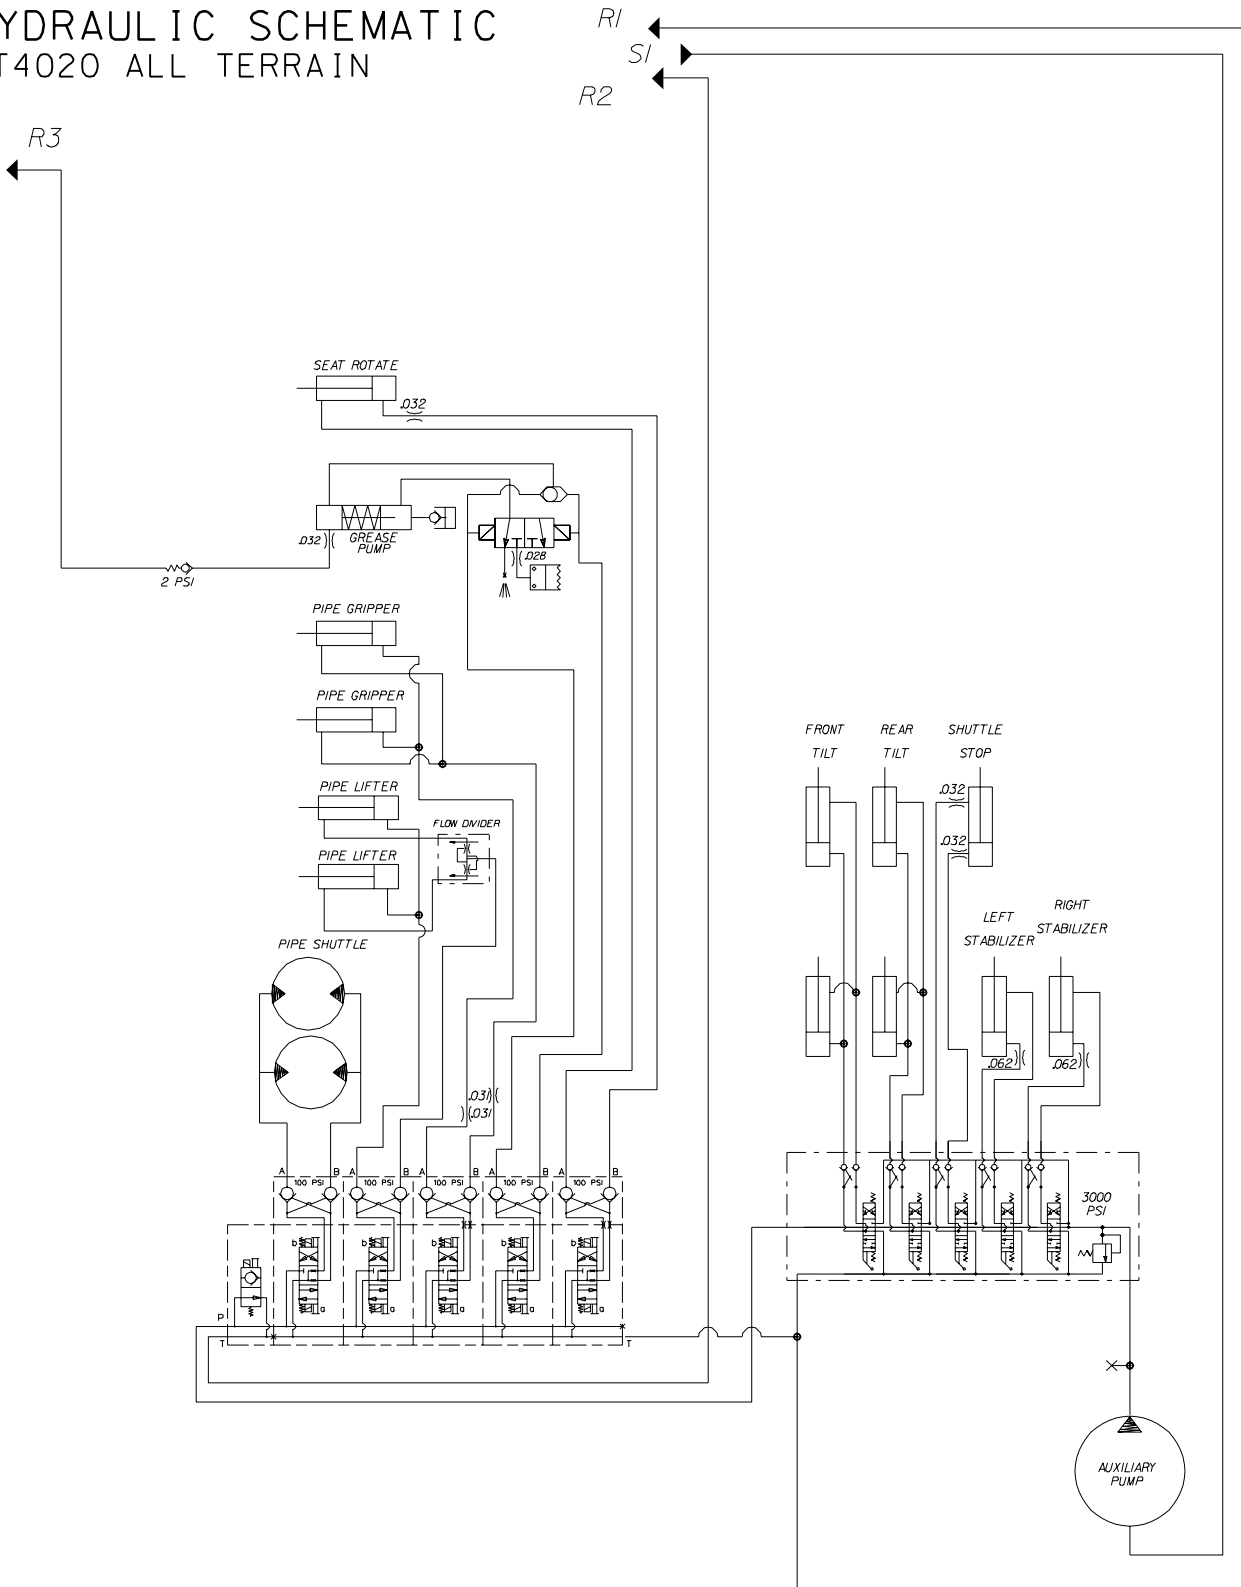 YDRAULIC SCHEMATIC
T4020 ALL TERRAIN
R1
S1
R2
R3
SEAT ROTATE
.032
.032
GREASE
PUMP
.028
2 PSI
PIPE GRIPPER
PIPE GRIPPER
PIPE LIFTER
FLOW DIVIDER
PIPE LIFTER
PIPE SHUTTLE
FRONT
TILT
REAR
TILT
SHUTTLE
STOP
.032
.032
LEFT
STABILIZER
RIGHT
STABILIZER
.062
.062
.031
.031
A B A B A B A B A B
100 PSI 100 PSI 100 PSI 100 PSI 100 PSI
3000
PSI
b b b b b
a a a a a
P
T T
AUXILIARY
PUMP